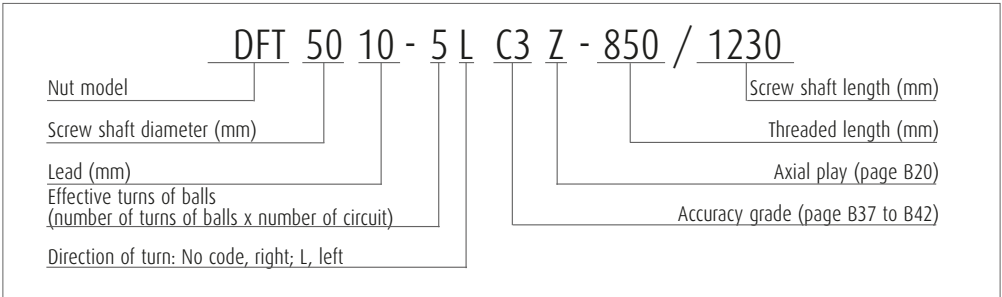 DFT 50 10 - 5 L C3 Z - 850 / 1230
Nut model
Screw shaft length (mm)
Screw shaft diameter (mm)
Threaded length (mm)
Lead (mm)
Axial play (page B20)
Effective turns of balls
(number of turns of balls x number of circuit)
Accuracy grade (page B37 to B42)
Direction of turn: No code, right; L, left